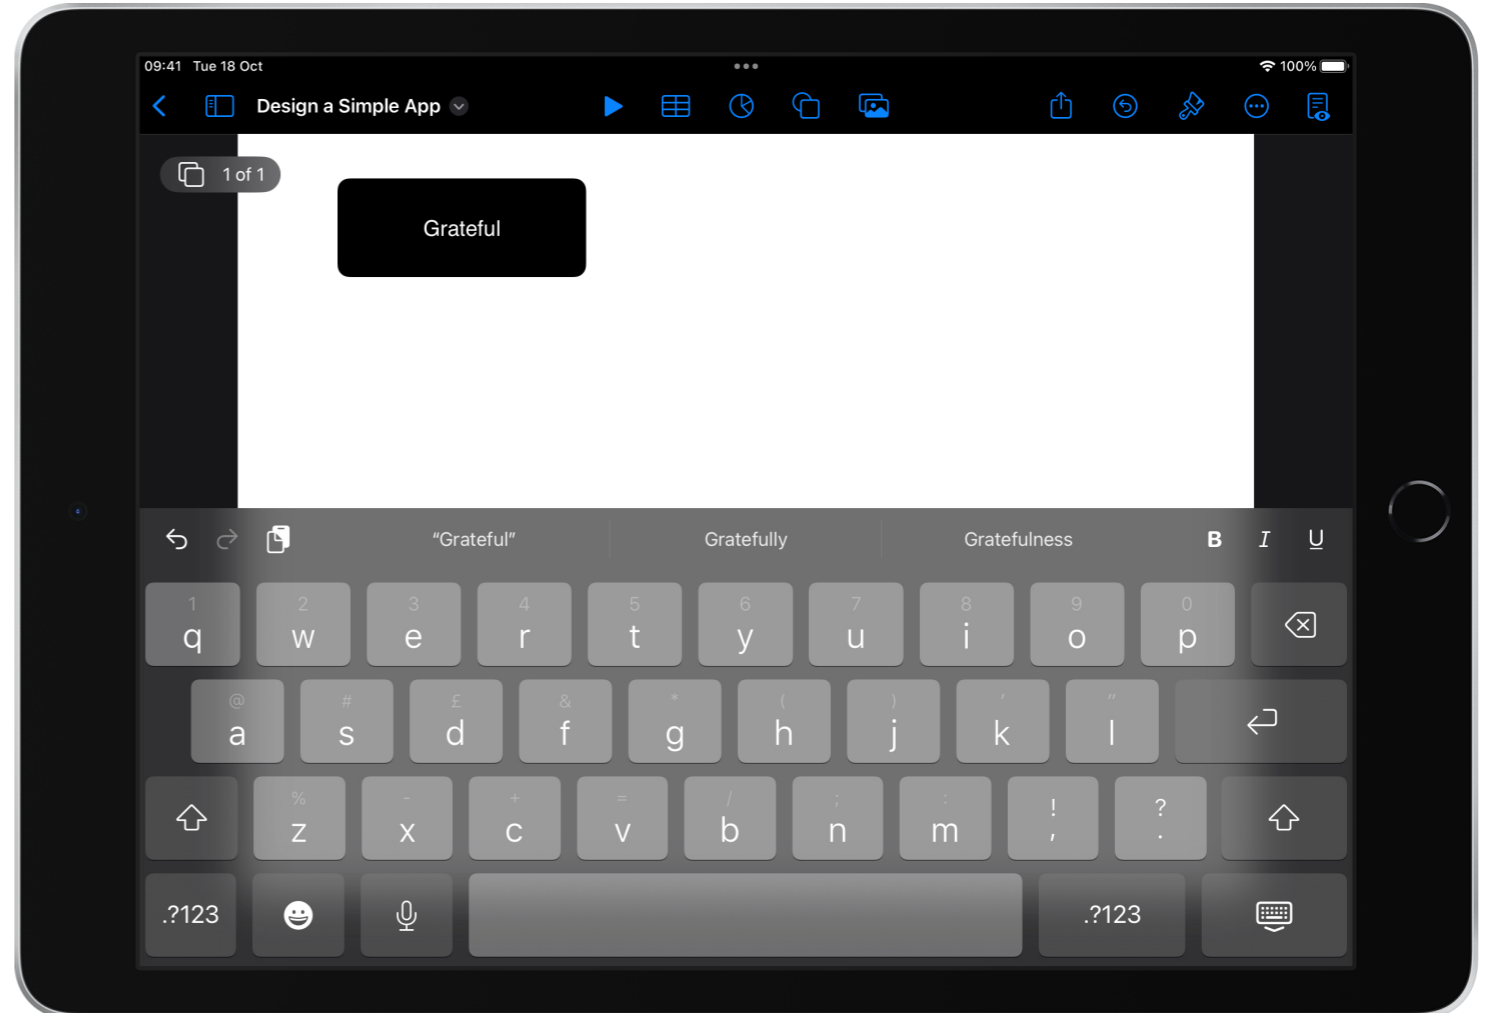 09:41 Tue 18 Oct
100%
Design a Simple App
1 of 1
Grateful
“Grateful” Gratefully Gratefulness B I U
1 2 3 4 5 6 7 8 9 0
q w e r t y u i o p
@ # £ & * ( ) ' "
a s d f g h j k l
% - + = / ; : ! ?
z x c v b n m , .
.?123 .?123